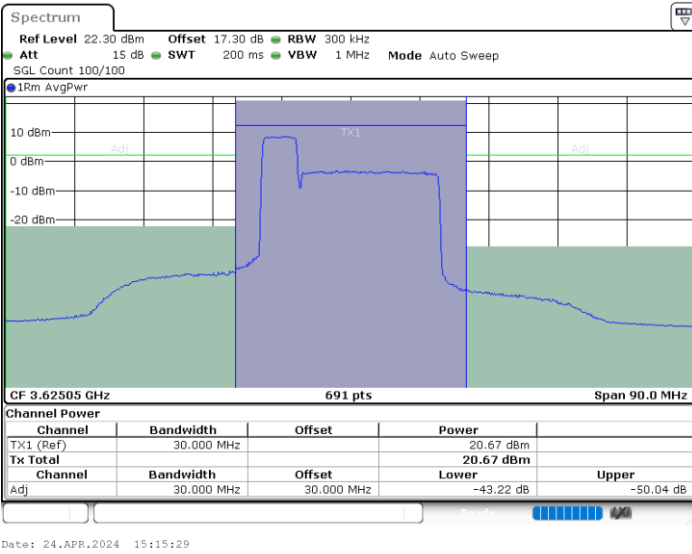 Spectrum
Ref Level 22.30 dBm Offset 17.30 dB RBW 300 kHz
Att 15 dB SWT 200 ms VBW 1 MHz Mode Auto Sweep
SGL Count 100/100
1Rm AvgPwr
10 dBm
TX1
Adj Adj
0 dBm
-10 dBm
-20 dBm
CF 3.62505 GHz 691 pts Span 90.0 MHz
Channel Power
Channel Bandwidth Offset Power
TX1 (Ref) 30.000 MHz 20.67 dBm
Tx Total 20.67 dBm
Channel Bandwidth Offset Lower Upper
Adj 30.000 MHz 30.000 MHz -43.22 dB -50.04 dB
Ready
Date: 24.APR.2024 15:15:29